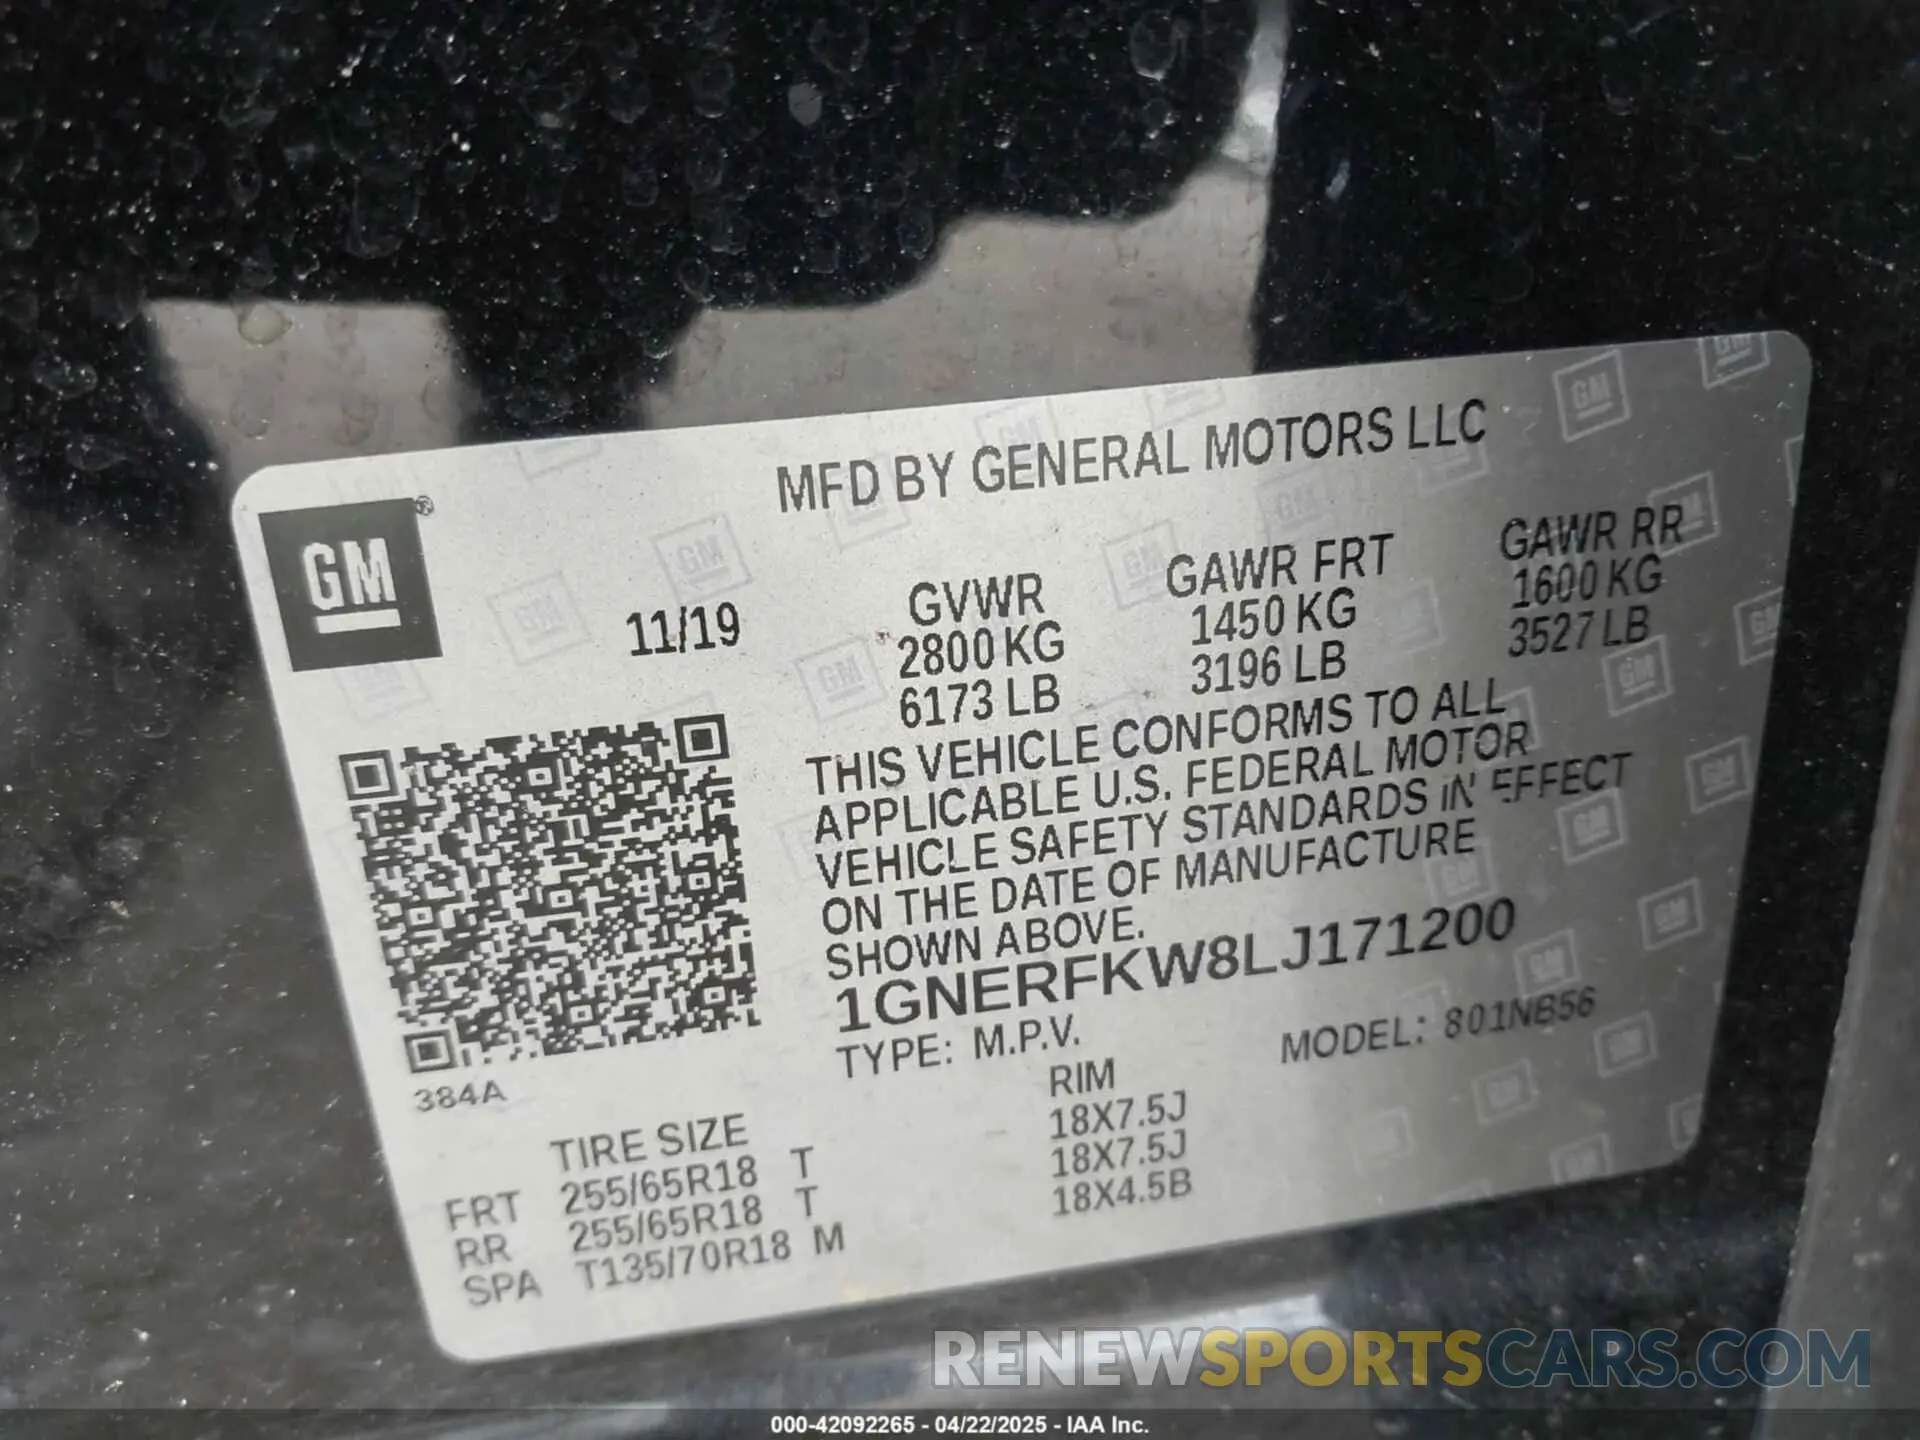 MFD BY GENERAL MOTORS LLC
GM ®
11/19
GVWR GAWR FRT GAWR RR
2800 KG 1450 KG 1600 KG
6173 LB 3196 LB 3527 LB
THIS VEHICLE CONFORMS TO ALL
APPLICABLE U.S. FEDERAL MOTOR
VEHICLE SAFETY STANDARDS IN EFFECT
ON THE DATE OF MANUFACTURE
SHOWN ABOVE.
1GNERFKW8LJ171200
TYPE: M.P.V. MODEL: 801NB56
384A
TIRE SIZE RIM
FRT 255/65R18 T 18X7.5J
RR 255/65R18 T 18X7.5J
SPA T135/70R18 M 18X4.5B
RENEWSPORTSCARS.COM
000-42092265 - 04/22/2025 - IAA Inc.